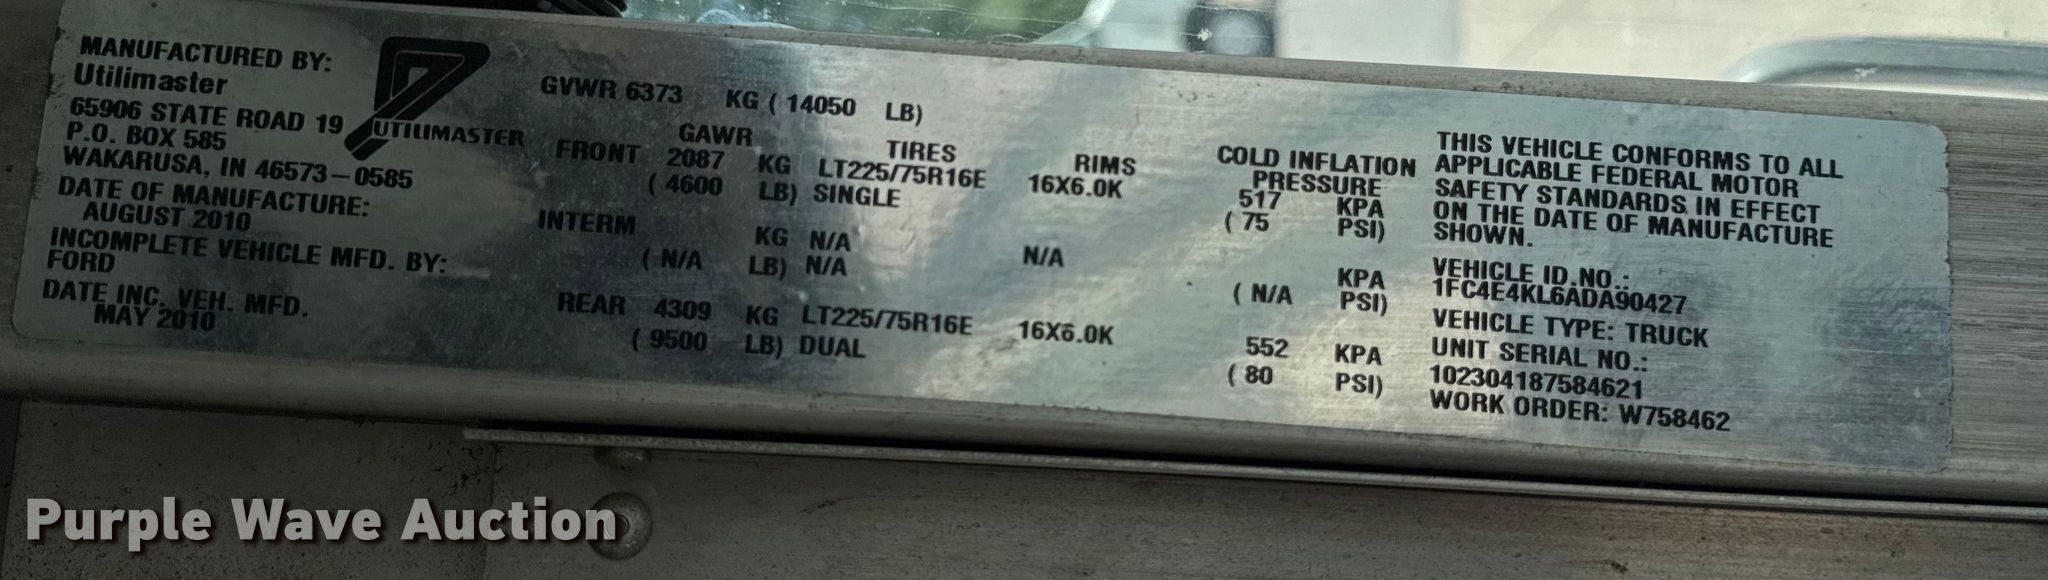 MANUFACTURED BY:
Utilimaster
65906 STATE ROAD 19
P.O. BOX 585
WAKARUSA, IN 46573-0585
DATE OF MANUFACTURE:
AUGUST 2010
INCOMPLETE VEHICLE MFD. BY:
FORD
DATE INC. VEH. MFD.
MAY 2010
UTILIMASTER
GVWR 6373 KG ( 14050 LB)
GAWR TIRES RIMS COLD INFLATION PRESSURE
FRONT 2087 KG LT225/75R16E 16X6.0K 517 KPA
( 4600 LB) SINGLE ( 75 PSI)
INTERM KG N/A KPA
( N/A LB) N/A N/A ( N/A PSI)
REAR 4309 KG LT225/75R16E 16X6.0K 552 KPA
( 9500 LB) DUAL ( 80 PSI)
THIS VEHICLE CONFORMS TO ALL
APPLICABLE FEDERAL MOTOR
SAFETY STANDARDS IN EFFECT
ON THE DATE OF MANUFACTURE
SHOWN.
VEHICLE ID.NO.:
1FC4E4KL6ADA90427
VEHICLE TYPE: TRUCK
UNIT SERIAL NO.:
102304187584621
WORK ORDER: W758462
Purple Wave Auction